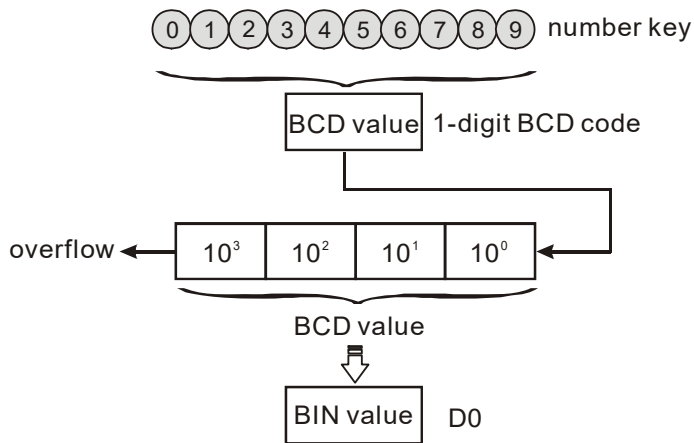 0 1 2 3 4 5 6 7 8 9 number key
BCD value 1-digit BCD code
overflow 10³ 10² 10¹ 10⁰
BCD value
BIN value D0